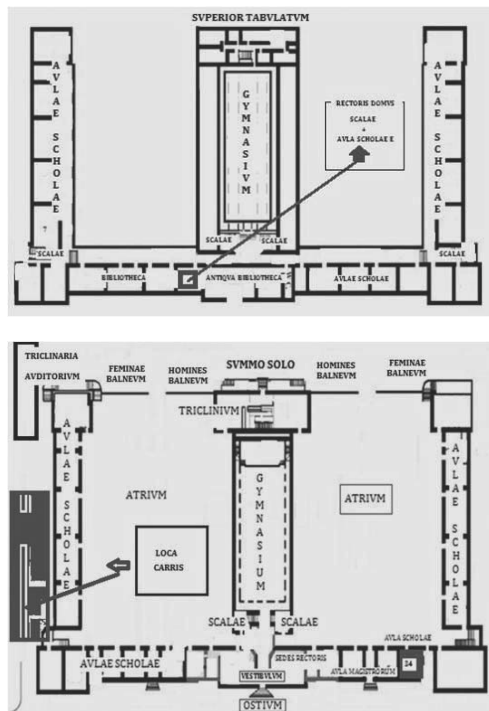 SVPERIOR TABVLATVM
AVLAE SCHOLAE
GYMNASIVM
RECTORIS DOMVS
SCALAE
+
AVLA SCHOLAE E
AVLAE SCHOLAE
SCALAE SCALAE
SCALAE
SCALAE
BIBLIOTHECA
ANTIQVA BIBLIOTHECA
AVLAE SCHOLAE
TRICLINARIA
AVDITORIVM
FEMINAE
BALNEVM
HOMINES
BALNEVM
SVMMO SOLO
HOMINES
BALNEVM
FEMINAE
BALNEVM
TRICLINIVM
AVLAE SCHOLAE
ATRIVM
GYMNASIUM
ATRIVM
AVLAE SCHOLAE
LOCA
CARRIS
SCALAE SCALAE
AVLA SCHOLAE
AVLAE SCHOLAE
SEDES RECTORIS
AVLA MAGISTRORVM
24
VESTIBVLVM
OSTIVM